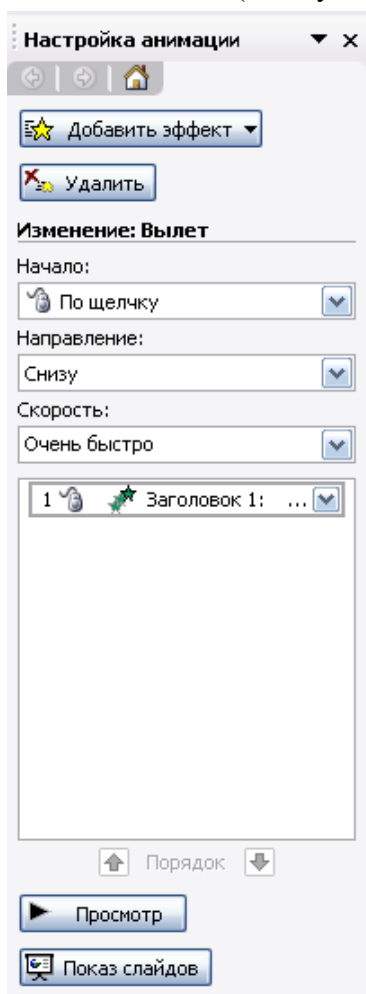 Настройка анимации
Добавить эффект
Удалить
Изменение: Вылет
Начало:
По щелчку
Направление:
Снизу
Скорость:
Очень быстро
1 Заголовок 1: ...
Порядок
Просмотр
Показ слайдов